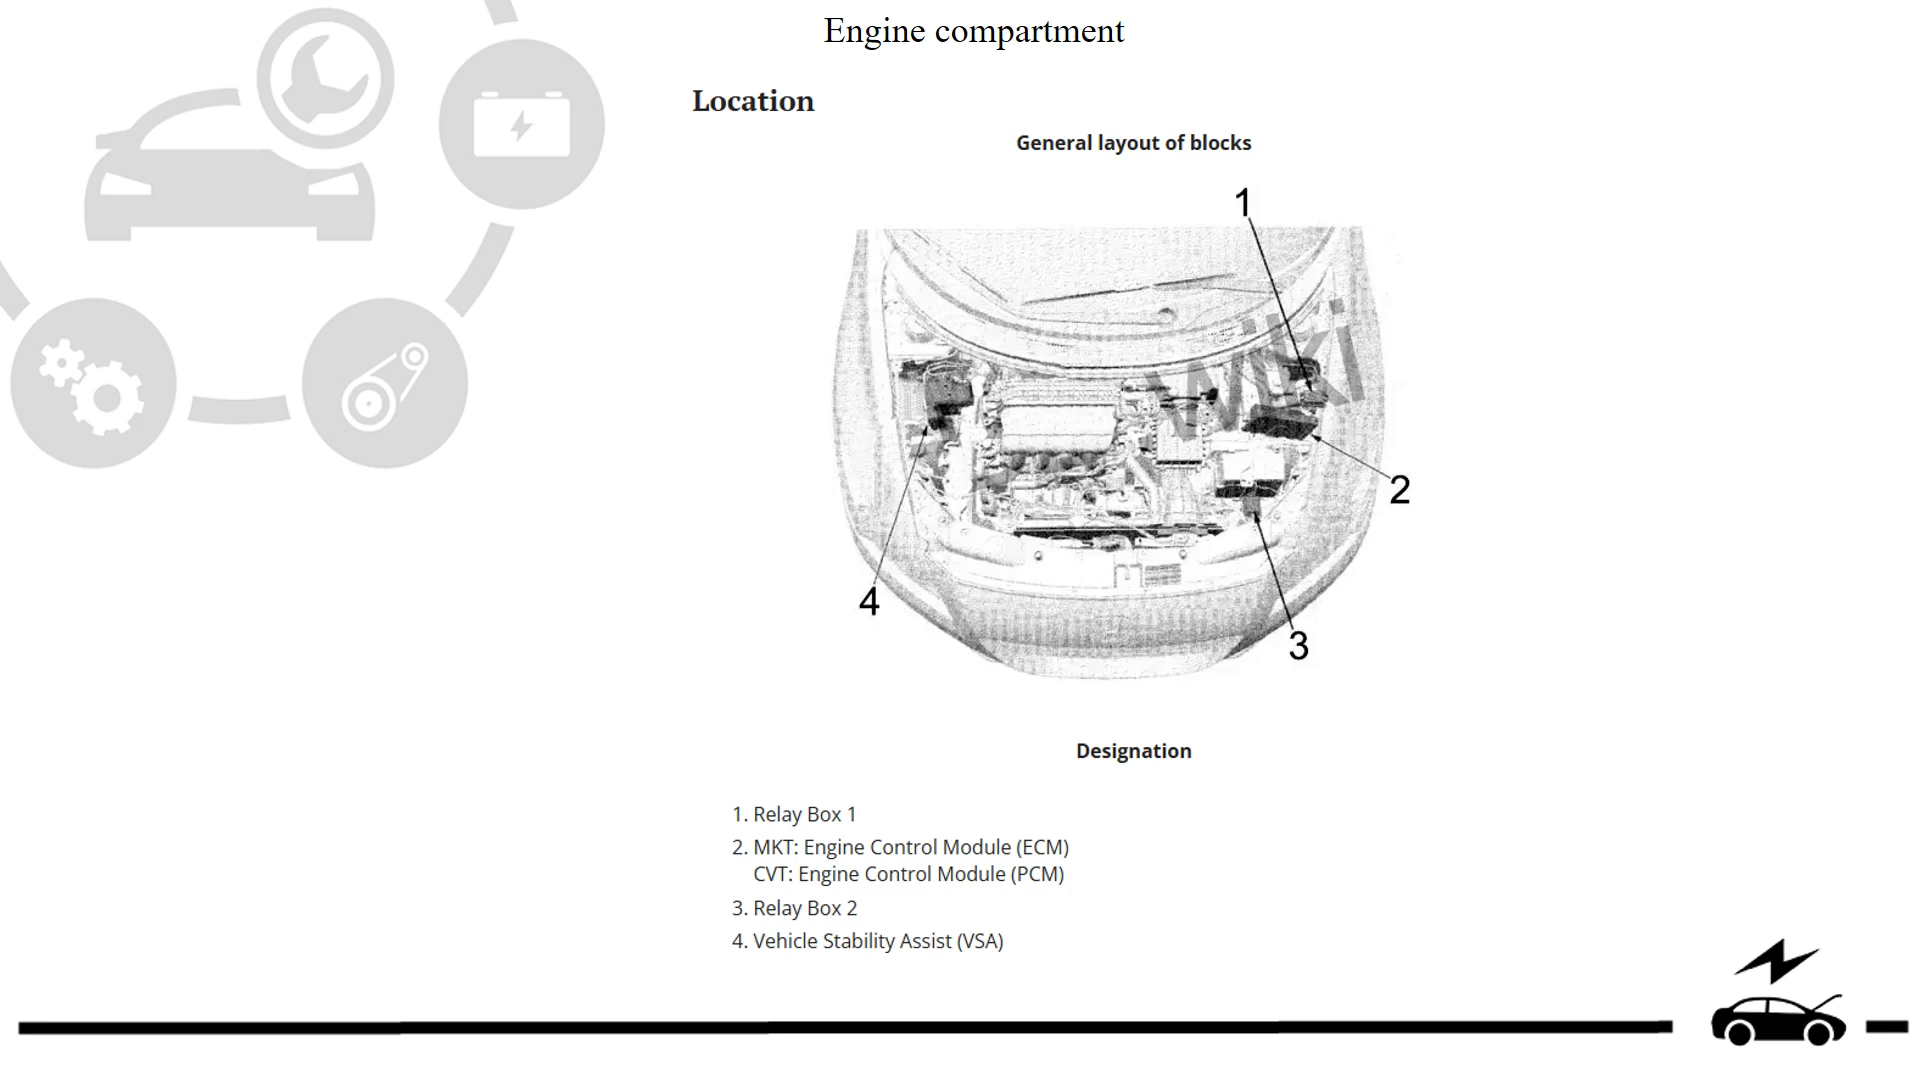 Engine compartment
Location
General layout of blocks
1
wiki
2
4
3
Designation
1. Relay Box 1
2. MKT: Engine Control Module (ECM)
CVT: Engine Control Module (PCM)
3. Relay Box 2
4. Vehicle Stability Assist (VSA)